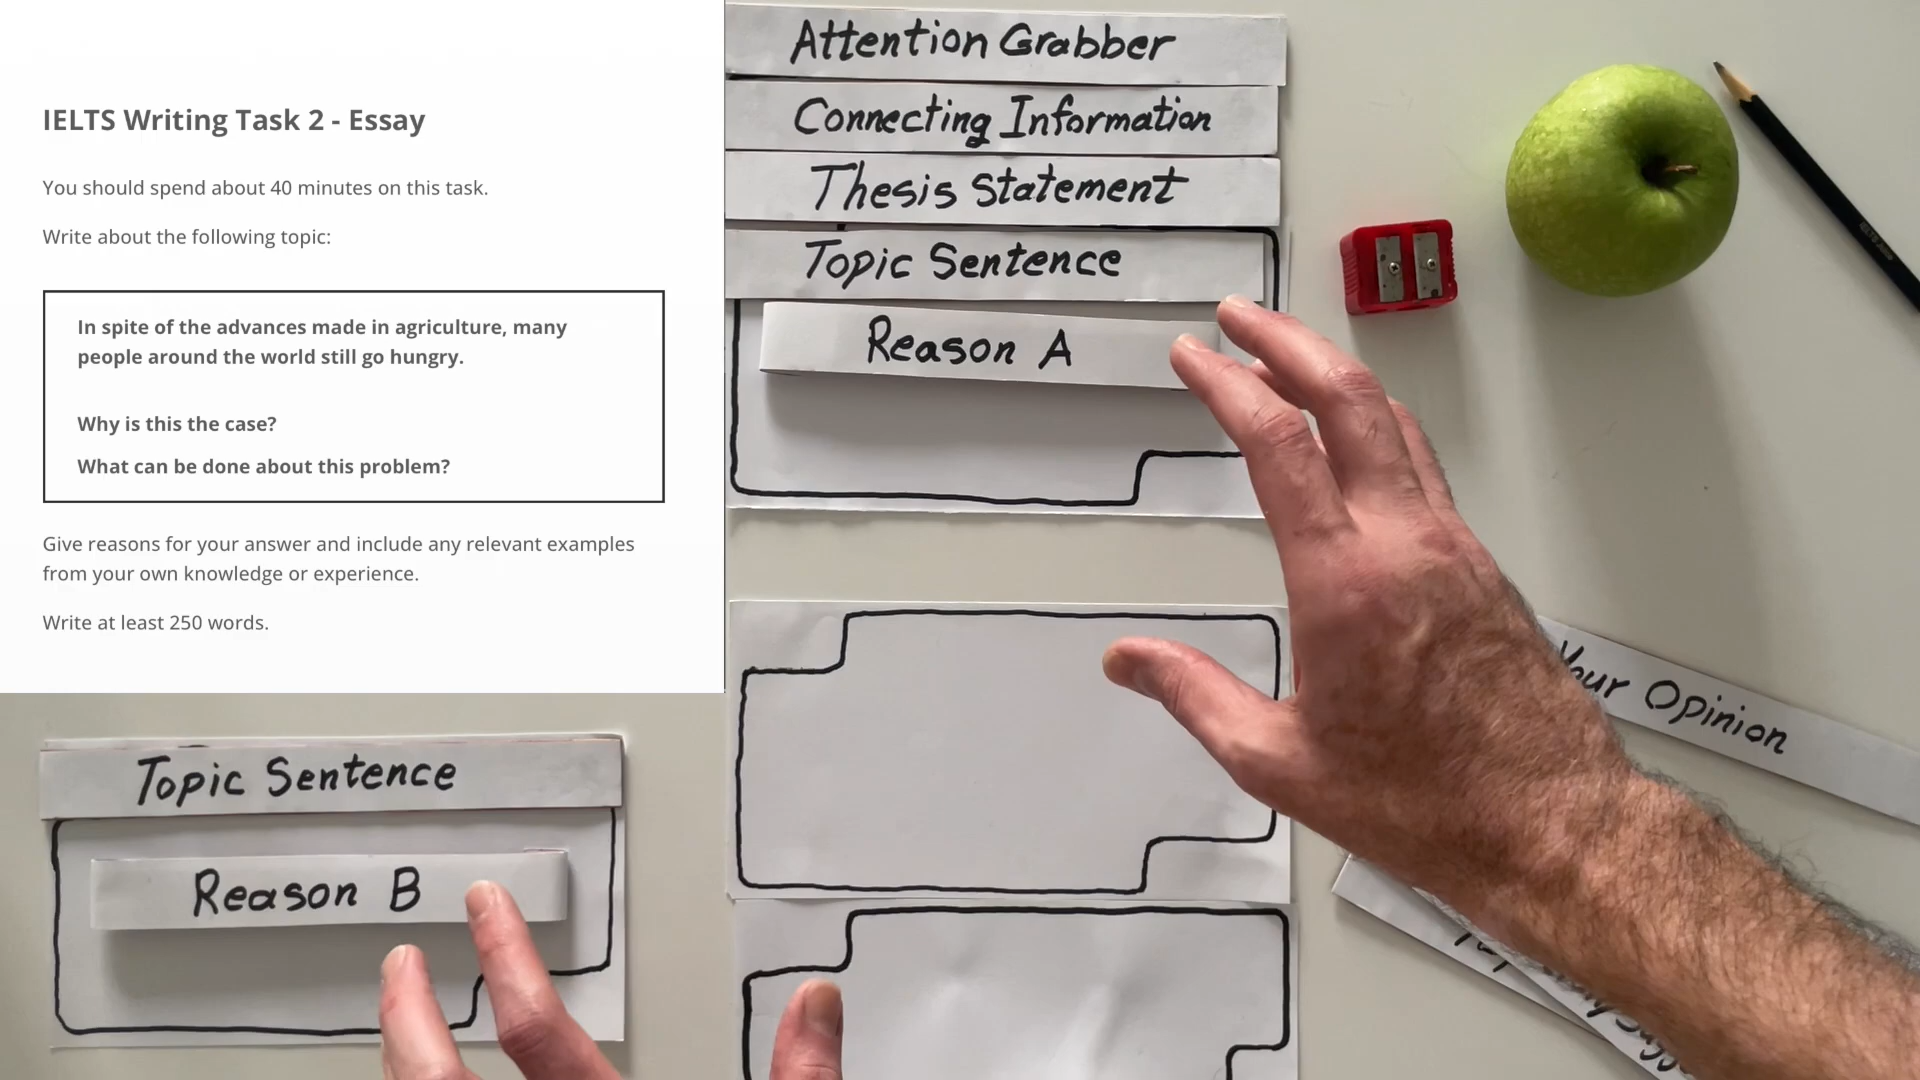 IELTS Writing Task 2 - Essay
You should spend about 40 minutes on this task.
Write about the following topic:
In spite of the advances made in agriculture, many
people around the world still go hungry.
Why is this the case?
What can be done about this problem?
Give reasons for your answer and include any relevant examples
from your own knowledge or experience.
Write at least 250 words.
Attention Grabber
Connecting Information
Thesis Statement
Topic Sentence
Reason A
Topic Sentence
Reason B
Your Opinion